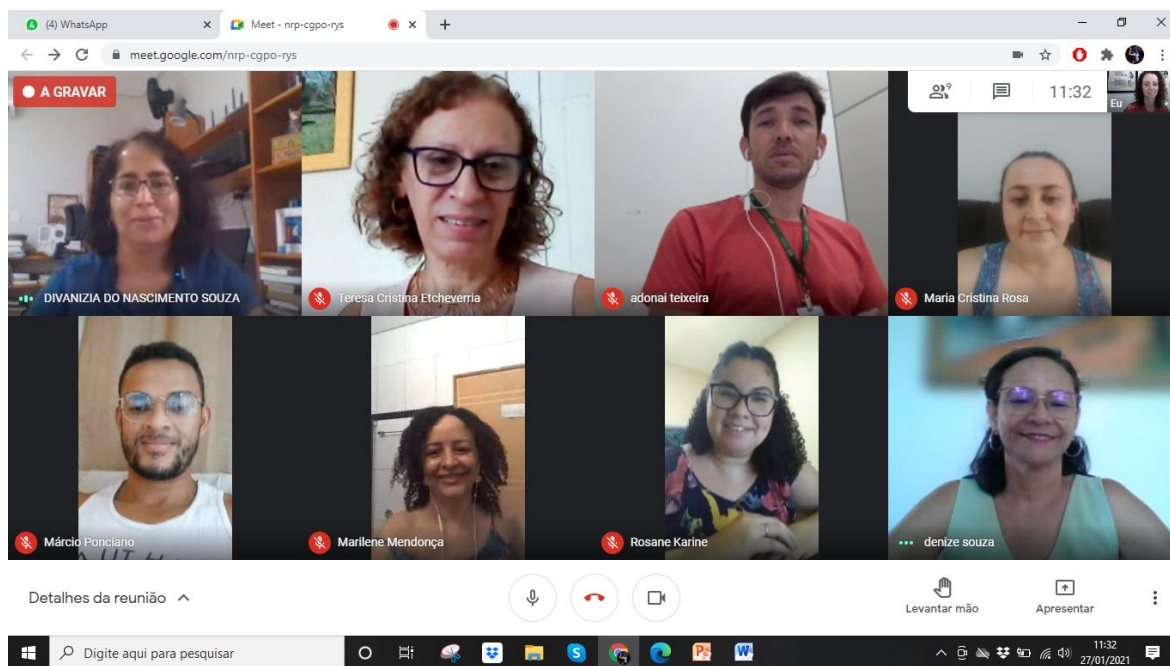 (4) WhatsApp
Meet - nrp-cgpo-rys
meet.google.com/nrp-cgpo-rys
A GRAVAR
9
11:32
Eu
DIVANIZIA DO NASCIMENTO SOUZA
Teresa Cristina Etcheverria
adonai teixeira
Maria Cristina Rosa
Márcio Ponciano
Marilene Mendonça
Rosane Karine
denize souza
Detalhes da reunião
Levantar mão
Apresentar
Digite aqui para pesquisar
11:32
27/01/2021